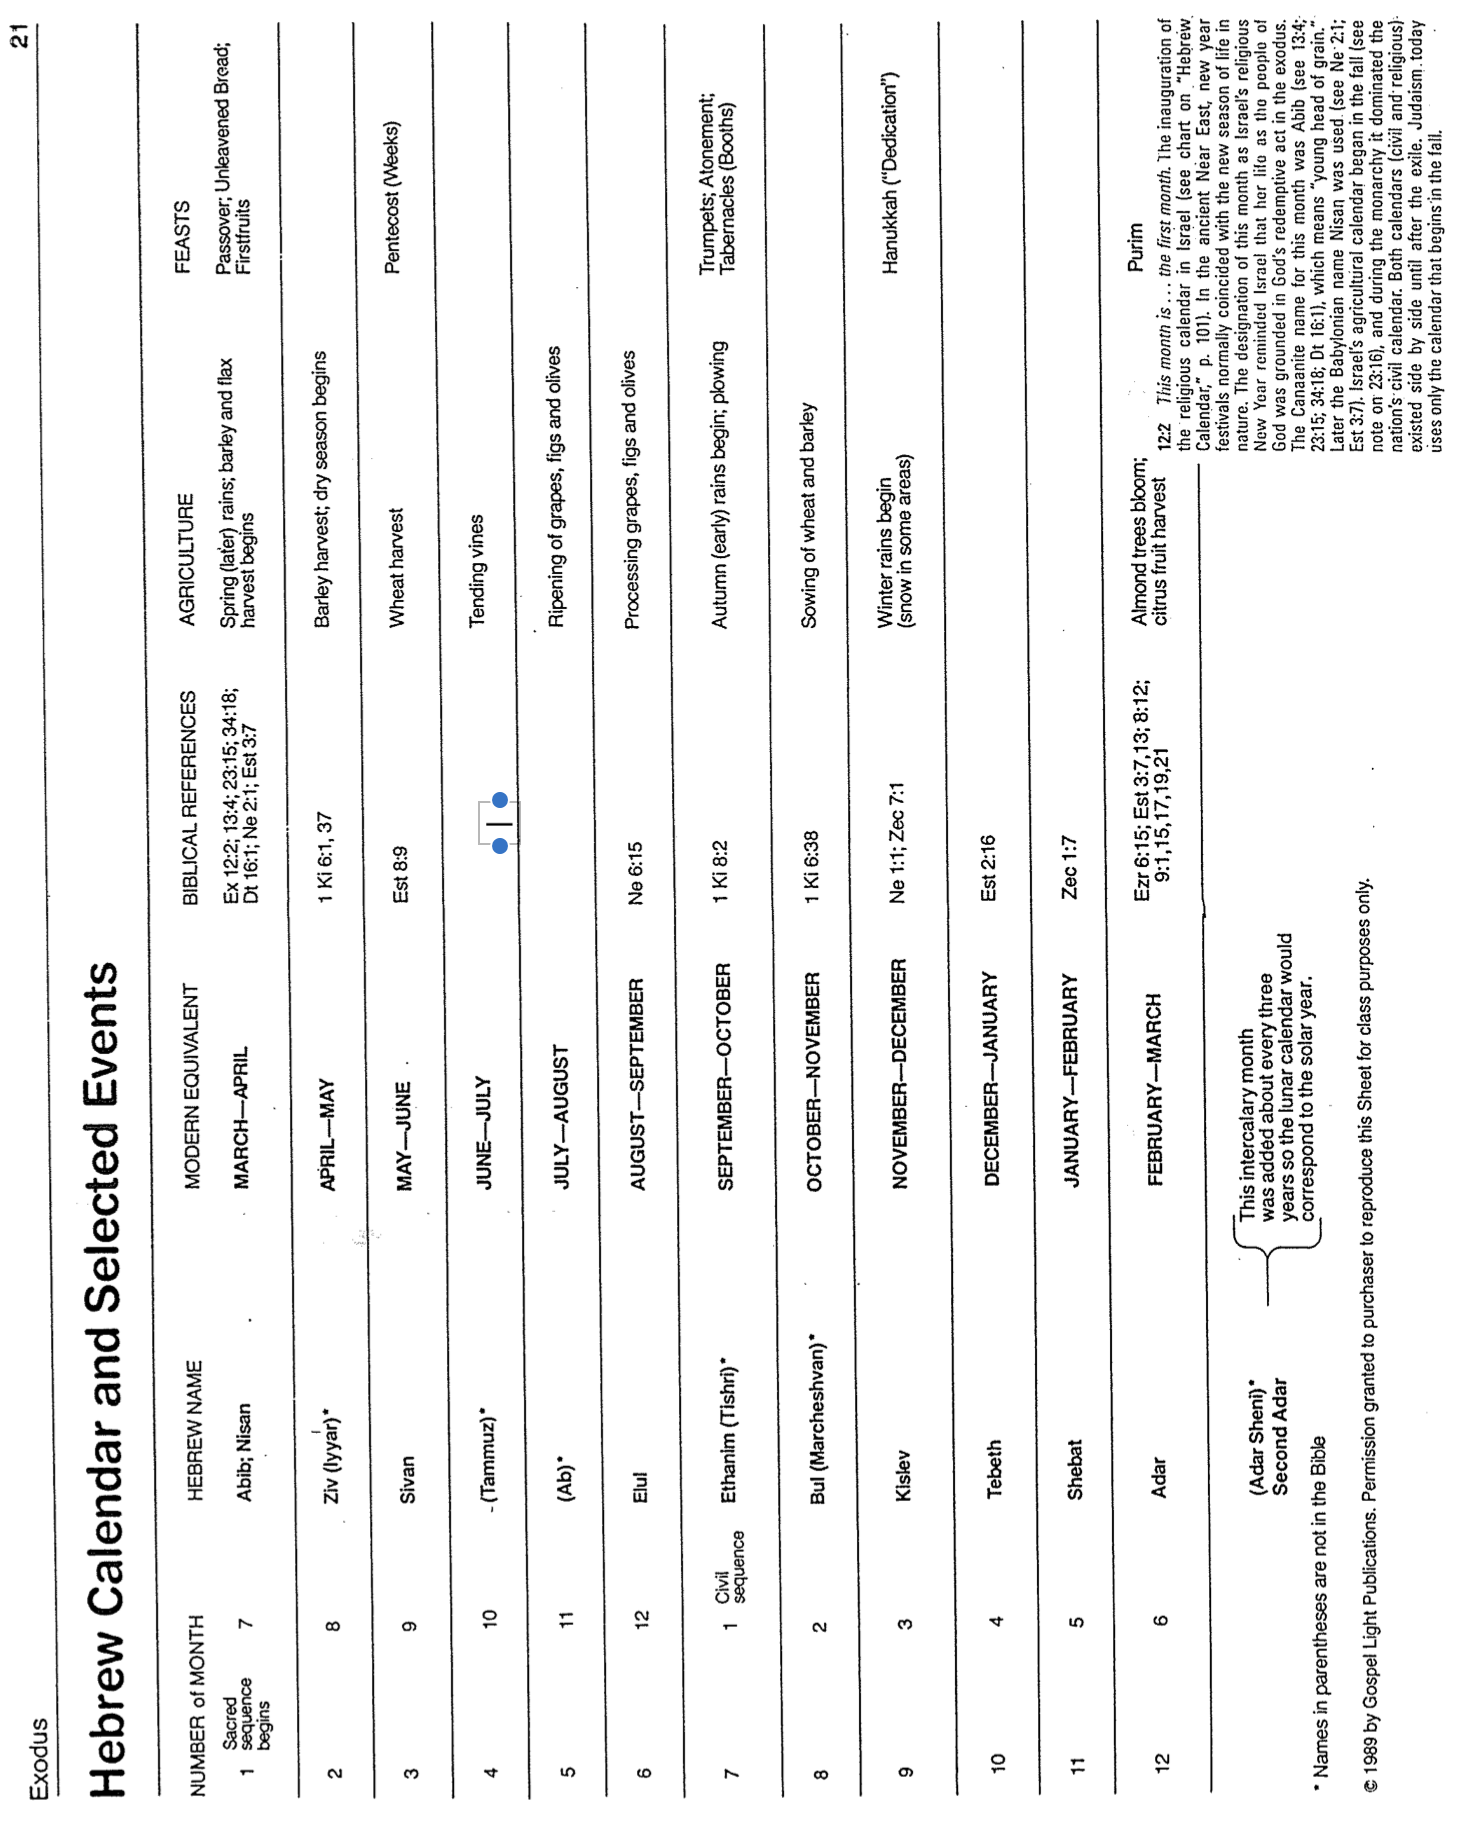 Exodus
21
Hebrew Calendar and Selected Events
NUMBER of MONTH HEBREW NAME MODERN EQUIVALENT BIBLICAL REFERENCES AGRICULTURE FEASTS
Sacred
sequence
begins
1 7 Abib; Nisan MARCH—APRIL Ex 12:2; 13:4; 23:15; 34:18; Spring (later) rains; barley and flax Passover; Unleavened Bread;
Dt 16:1; Ne 2:1; Est 3:7 harvest begins Firstfruits
2 8 Ziv (Iyyar)* APRIL—MAY 1 Ki 6:1, 37 Barley harvest; dry season begins
3 9 Sivan MAY—JUNE Est 8:9 Wheat harvest Pentecost (Weeks)
4 10 (Tammuz)* JUNE—JULY Tending vines
5 11 (Ab)* JULY—AUGUST Ripening of grapes, figs and olives
6 12 Elul AUGUST—SEPTEMBER Ne 6:15 Processing grapes, figs and olives
7 1 Civil Ethanim (Tishri)* SEPTEMBER—OCTOBER 1 Ki 8:2 Autumn (early) rains begin; plowing Trumpets; Atonement;
sequence Tabernacles (Booths)
8 2 Bul (Marcheshvan)* OCTOBER—NOVEMBER 1 Ki 6:38 Sowing of wheat and barley
9 3 Kislev NOVEMBER—DECEMBER Ne 1:1; Zec 7:1 Winter rains begin Hanukkah (“Dedication”)
(snow in some areas)
10 4 Tebeth DECEMBER—JANUARY Est 2:16
11 5 Shebat JANUARY—FEBRUARY Zec 1:7
12 6 Adar FEBRUARY—MARCH Ezr 6:15; Est 3:7,13; 8:12; Almond trees bloom; Purim
9:1,15,17,19,21 citrus fruit harvest
(Adar Sheni)*
Second Adar
This intercalary month
was added about every three
years so the lunar calendar would
correspond to the solar year.
* Names in parentheses are not in the Bible
© 1989 by Gospel Light Publications. Permission granted to purchaser to reproduce this Sheet for class purposes only.
12:2 This month is . . . the first month. The inauguration of
the religious calendar in Israel (see chart on “Hebrew
Calendar,” p. 101). In the ancient Near East, new year
festivals normally coincided with the new season of life in
nature. The designation of this month as Israel’s religious
New Year reminded Israel that her life as the people of
God was grounded in God’s redemptive act in the exodus.
The Canaanite name for this month was Abib (see 13:4;
23:15; 34:18; Dt 16:1), which means “young head of grain.”
Later the Babylonian name Nisan was used (see Ne 2:1;
Est 3:7). Israel’s agricultural calendar began in the fall (see
note on 23:16), and during the monarchy it dominated the
nation’s civil calendar. Both calendars (civil and religious)
existed side by side until after the exile. Judaism today
uses only the calendar that begins in the fall.